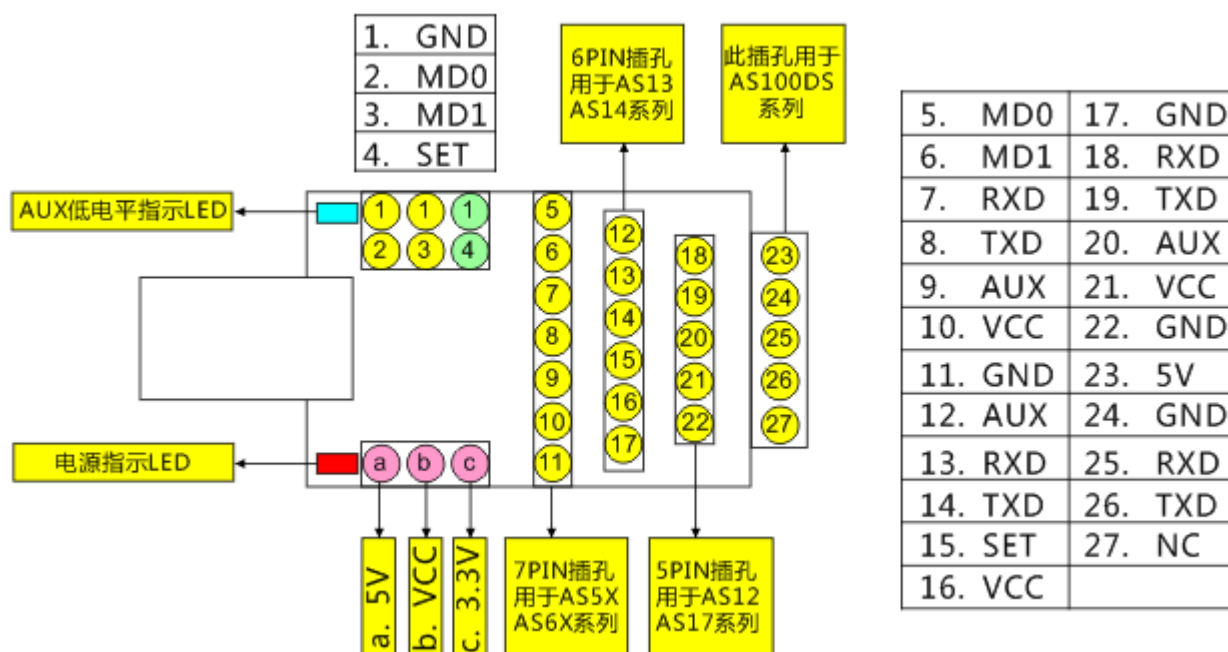 1. GND
2. MD0
3. MD1
4. SET
6PIN插孔
用于AS13
AS14系列
此插孔用于
AS100DS
系列
AUX低电平指示LED
1 1 1
2 3 4
5
6
7
8
9
10
11
12
13
14
15
16
17
18
19
20
21
22
23
24
25
26
27
电源指示LED
a b c
a. 5V
b. VCC
c. 3.3V
7PIN插孔
用于AS5X
AS6X系列
5PIN插孔
用于AS12
AS17系列
5. MD0 17. GND
6. MD1 18. RXD
7. RXD 19. TXD
8. TXD 20. AUX
9. AUX 21. VCC
10. VCC 22. GND
11. GND 23. 5V
12. AUX 24. GND
13. RXD 25. RXD
14. TXD 26. TXD
15. SET 27. NC
16. VCC